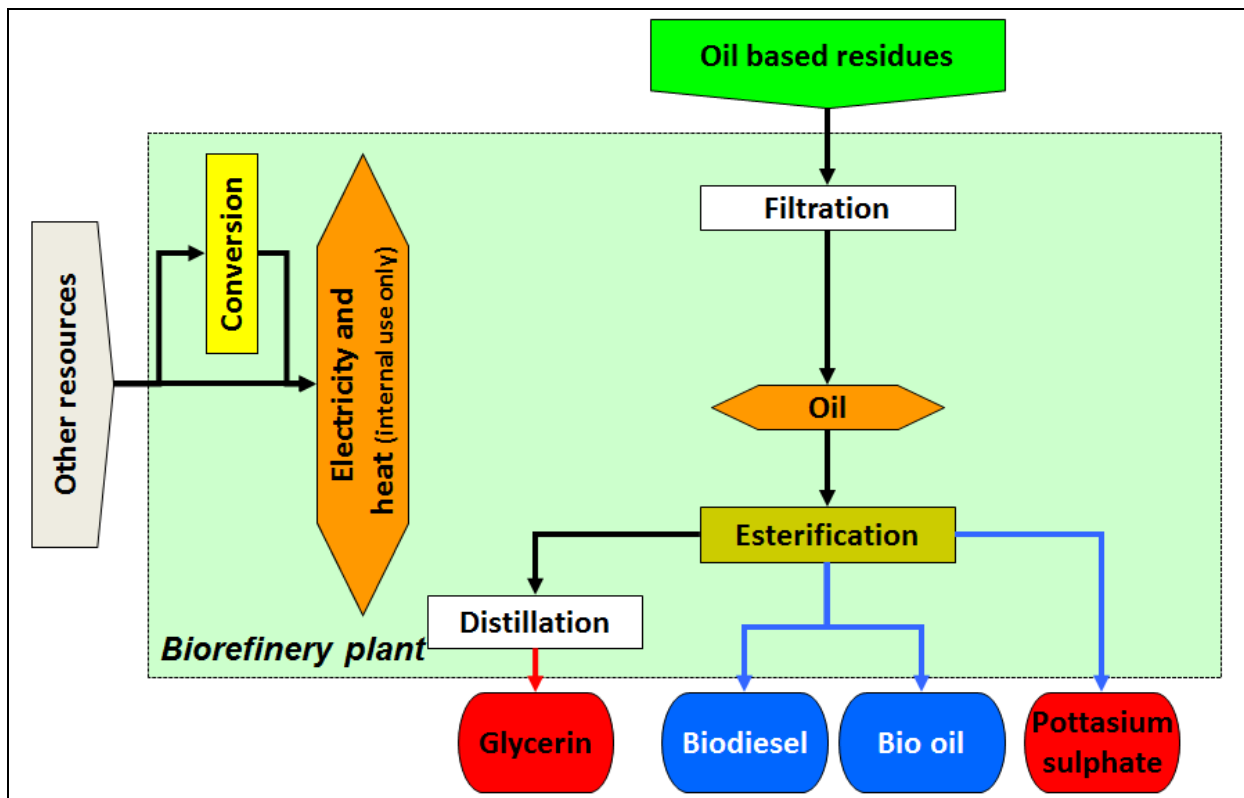 Oil based residues
Filtration
Conversion
Other resources
Electricity and
heat (internal use only)
Oil
Esterification
Distillation
Biorefinery plant
Glycerin
Biodiesel
Bio oil
Pottasium
sulphate